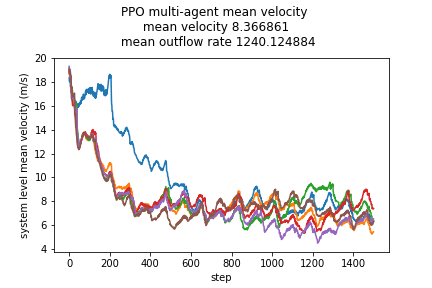 PPO multi-agent mean velocity
mean velocity 8.366861
mean outflow rate 1240.124884
system level mean velocity (m/s)
20
18
16
14
12
10
8
6
4
0 200 400 600 800 1000 1200 1400
step